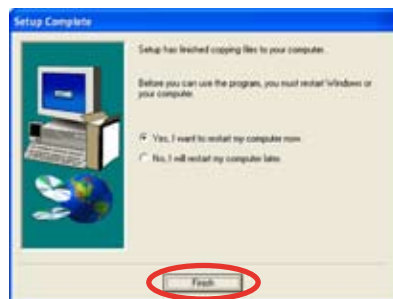 Setup Complete
Setup has finished copying files to your computer.
Before you can use the program, you must restart Windows or
your computer.
Yes, I want to restart my computer now.
No, I will restart my computer later.
Finish